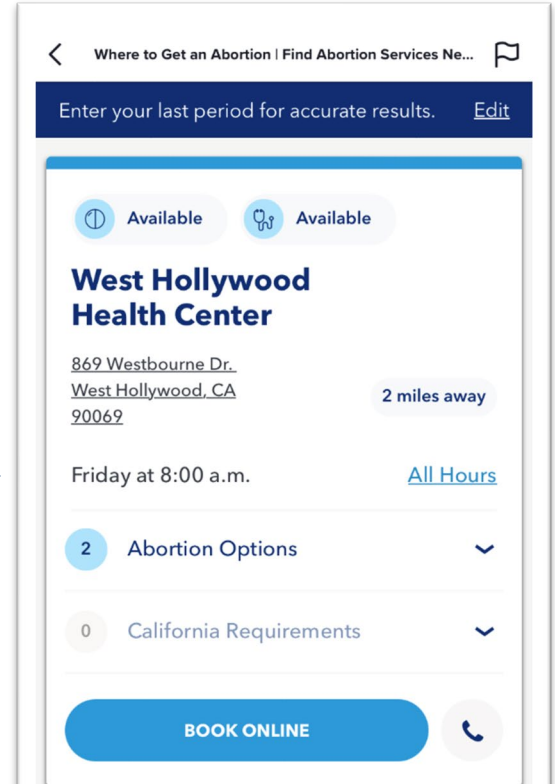 Where to Get an Abortion | Find Abortion Services Ne...
Enter your last period for accurate results. Edit
Available Available
West Hollywood
Health Center
869 Westbourne Dr.
West Hollywood, CA
90069
2 miles away
Friday at 8:00 a.m. All Hours
2 Abortion Options
0 California Requirements
BOOK ONLINE